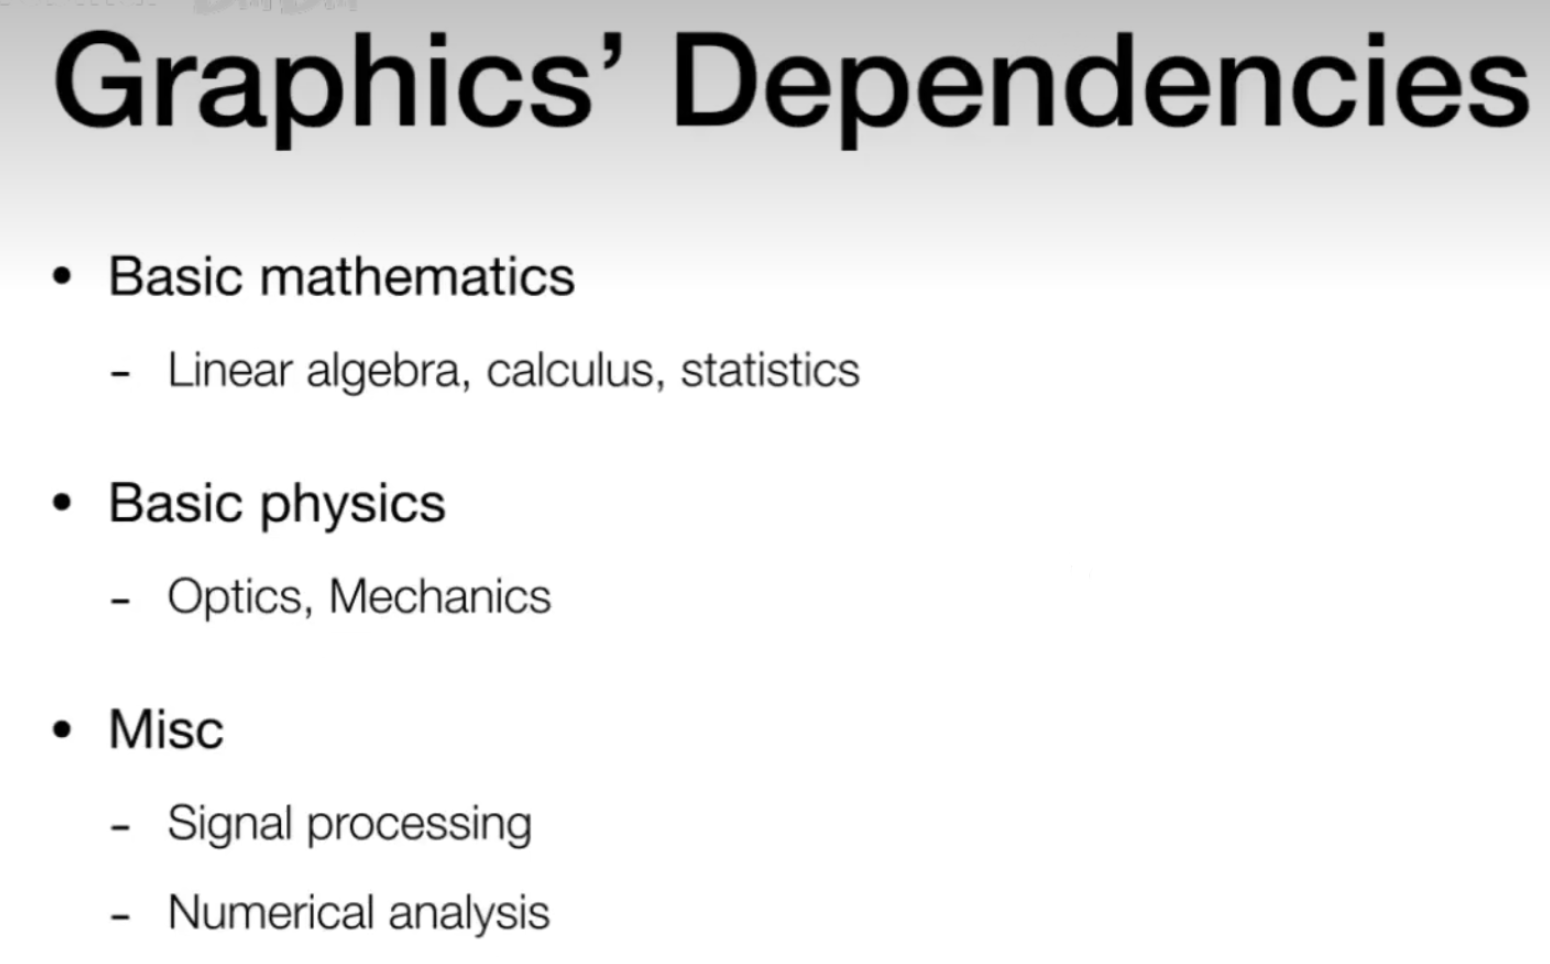 Graphics’ Dependencies
• Basic mathematics
- Linear algebra, calculus, statistics
• Basic physics
- Optics, Mechanics
• Misc
- Signal processing
- Numerical analysis